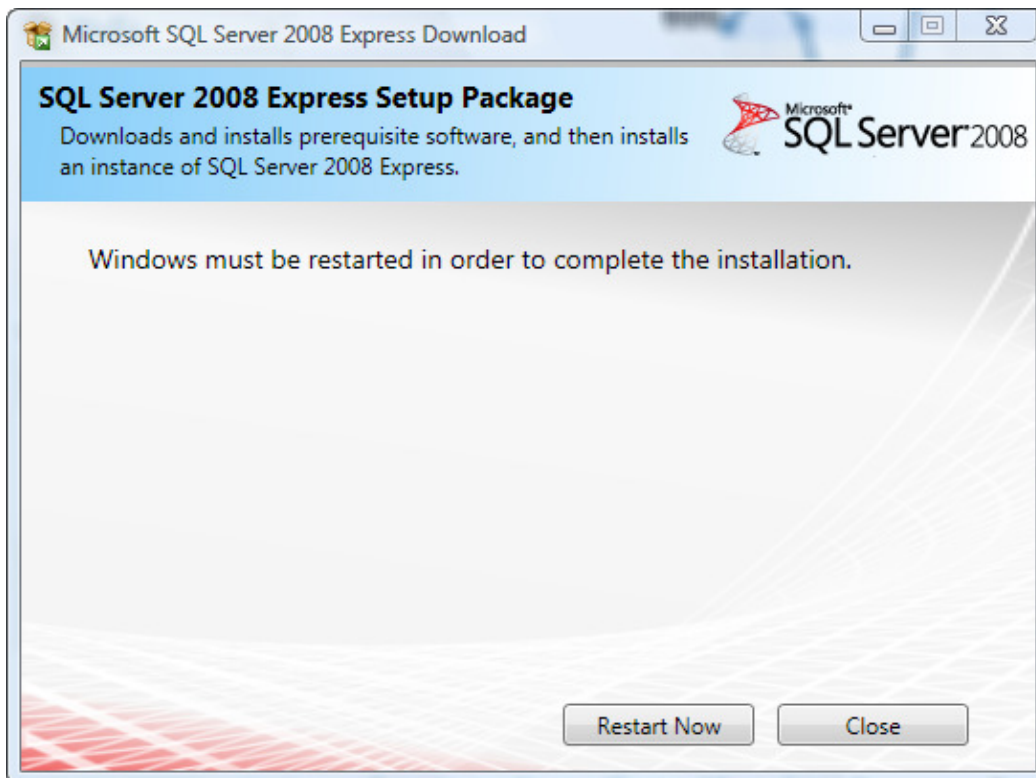 Microsoft SQL Server 2008 Express Download
SQL Server 2008 Express Setup Package
Downloads and installs prerequisite software, and then installs
an instance of SQL Server 2008 Express.
Microsoft®
SQL Server® 2008
Windows must be restarted in order to complete the installation.
Restart Now
Close